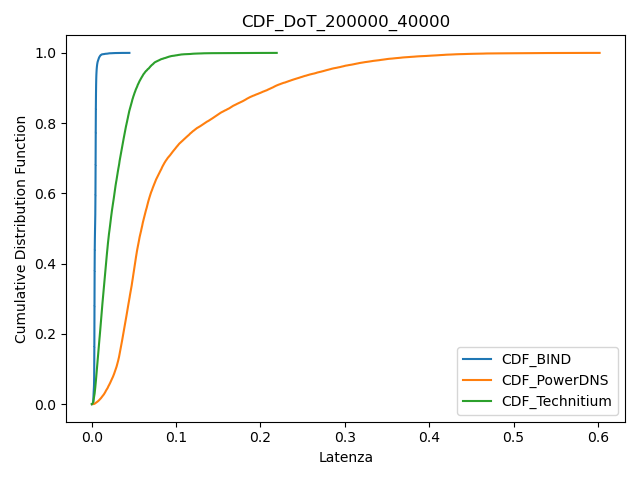 CDF_DoT_200000_40000
Cumulative Distribution Function
1.0
0.8
0.6
0.4
0.2
0.0
0.0 0.1 0.2 0.3 0.4 0.5 0.6
Latenza
CDF_BIND
CDF_PowerDNS
CDF_Technitium